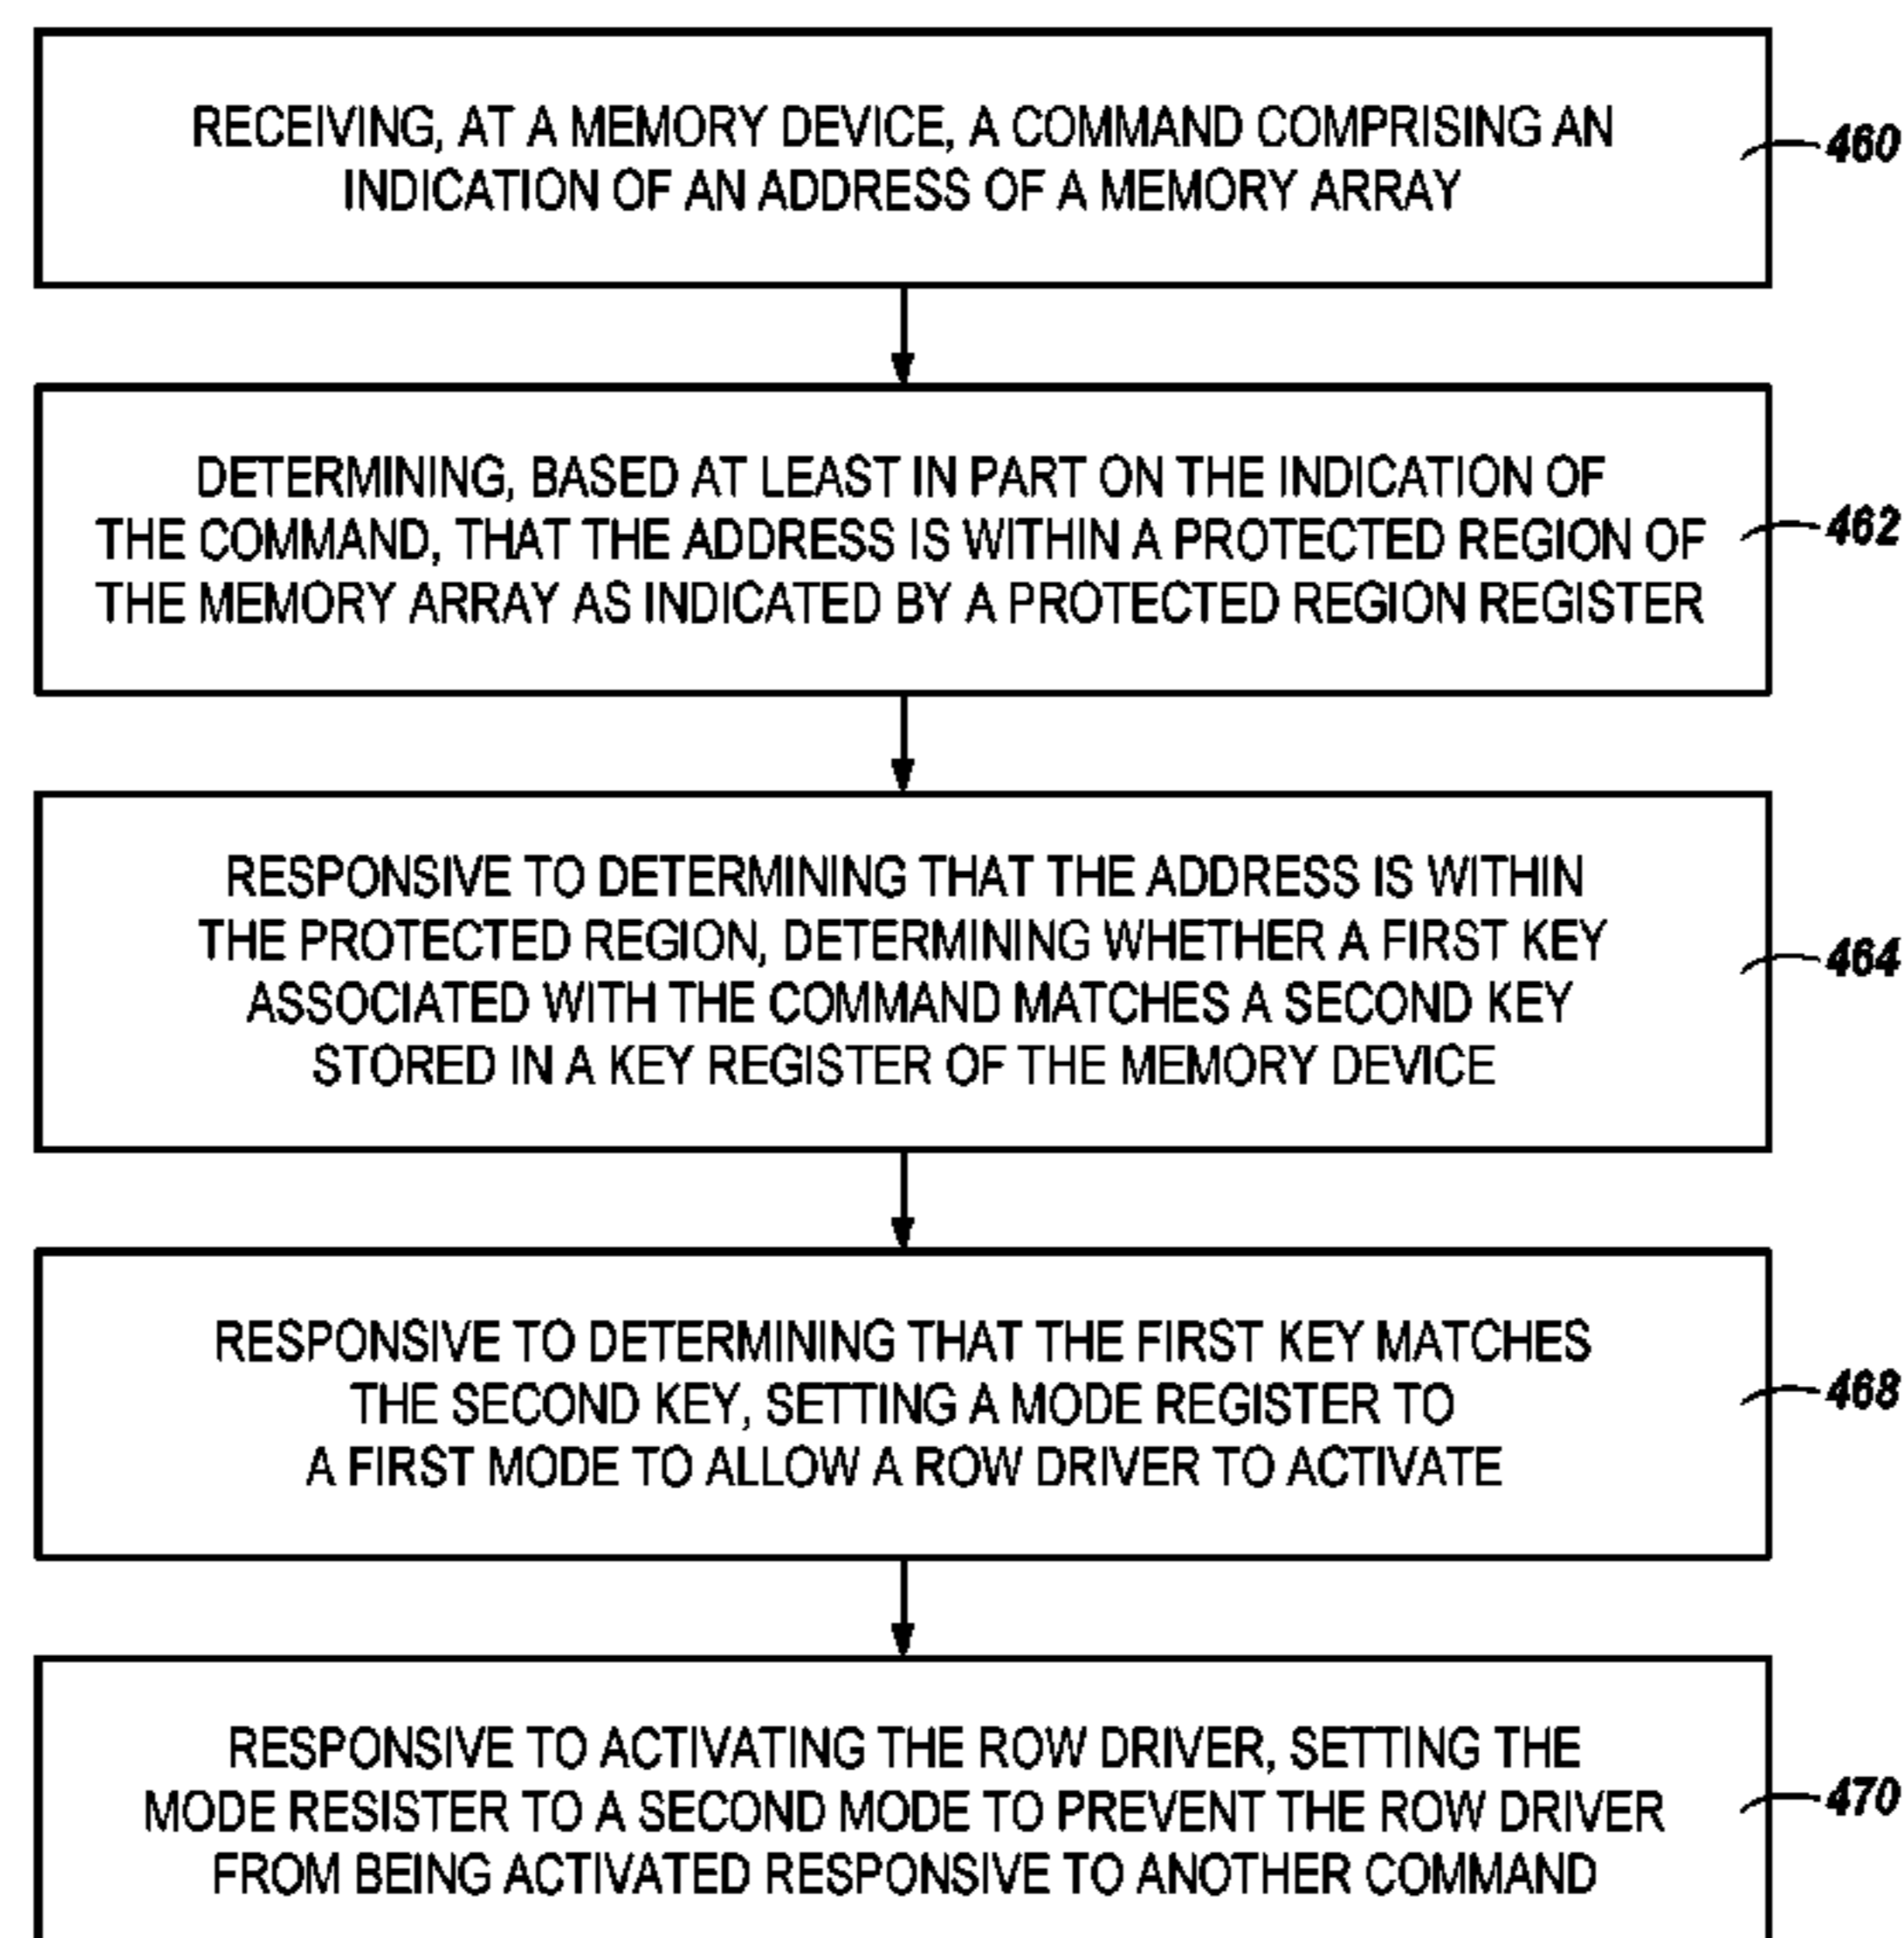 RECEIVING, AT A MEMORY DEVICE, A COMMAND COMPRISING AN
INDICATION OF AN ADDRESS OF A MEMORY ARRAY
460
DETERMINING, BASED AT LEAST IN PART ON THE INDICATION OF
THE COMMAND, THAT THE ADDRESS IS WITHIN A PROTECTED REGION OF
THE MEMORY ARRAY AS INDICATED BY A PROTECTED REGION REGISTER
462
RESPONSIVE TO DETERMINING THAT THE ADDRESS IS WITHIN
THE PROTECTED REGION, DETERMINING WHETHER A FIRST KEY
ASSOCIATED WITH THE COMMAND MATCHES A SECOND KEY
STORED IN A KEY REGISTER OF THE MEMORY DEVICE
464
RESPONSIVE TO DETERMINING THAT THE FIRST KEY MATCHES
THE SECOND KEY, SETTING A MODE REGISTER TO
A FIRST MODE TO ALLOW A ROW DRIVER TO ACTIVATE
468
RESPONSIVE TO ACTIVATING THE ROW DRIVER, SETTING THE
MODE RESISTER TO A SECOND MODE TO PREVENT THE ROW DRIVER
FROM BEING ACTIVATED RESPONSIVE TO ANOTHER COMMAND
470